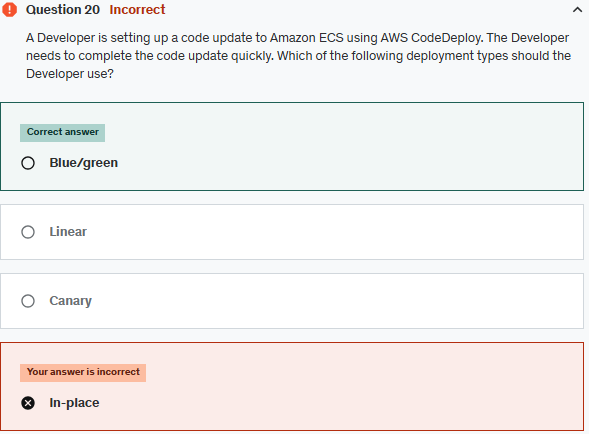 Question 20 Incorrect
A Developer is setting up a code update to Amazon ECS using AWS CodeDeploy. The Developer
needs to complete the code update quickly. Which of the following deployment types should the
Developer use?
Correct answer
Blue/green
Linear
Canary
Your answer is incorrect
In-place